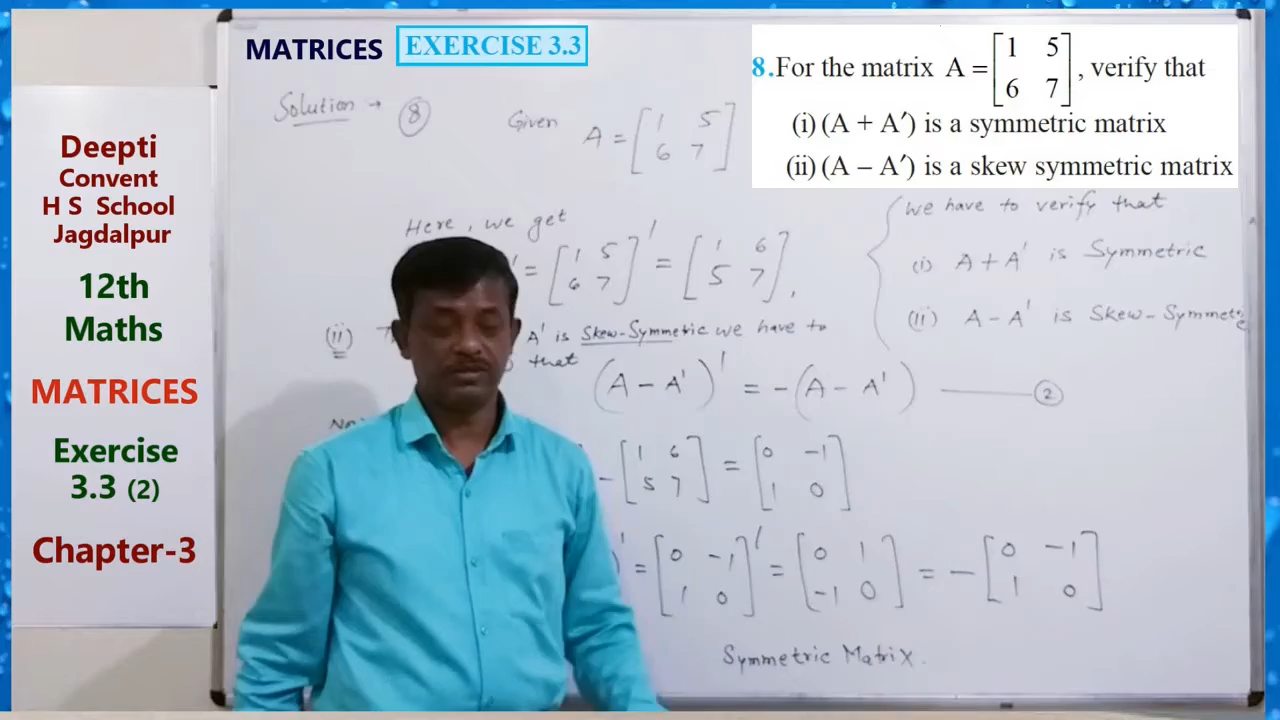 MATRICES EXERCISE 3.3
8.For the matrix A = [1 5
6 7], verify that
(i) (A + A′) is a symmetric matrix
(ii) (A – A′) is a skew symmetric matrix
Deepti
Convent
H S School
Jagdalpur
12th
Maths
MATRICES
Exercise
3.3 (2)
Chapter-3
Solution → 8 Given A = [1 5
6 7]
Here, we get
= [1 5
6 7]' = [1 6
5 7],
We have to verify that
(i) A + A' is Symmetric
(ii) A - A' is Skew-Symmetric
(ii) A' is Skew-Symmetric we have to
that
(A - A')' = -(A - A') ② 
- [1 6
5 7] = [0 -1
1 0]
' = [0 -1
1 0]' = [0 1
-1 0] = - [0 -1
1 0]
Symmetric Matrix.